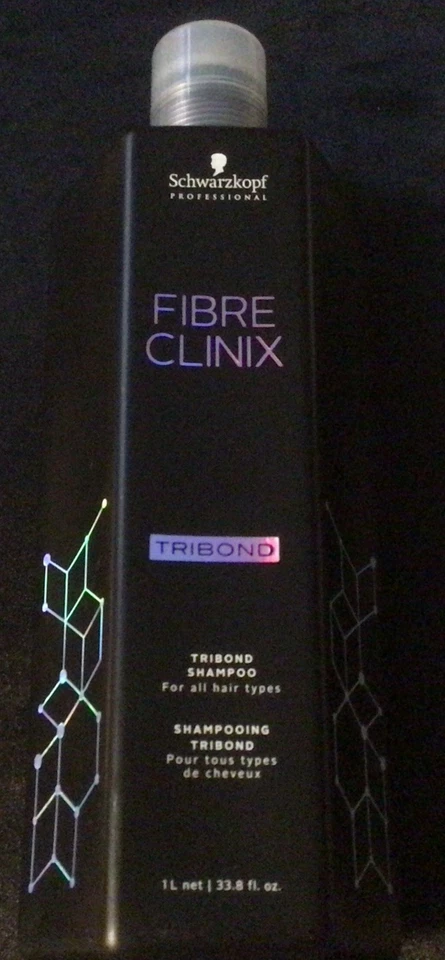 Schwarzkopf
PROFESSIONAL
FIBRE
CLINIX
TRIBOND
TRIBOND
SHAMPOO
For all hair types
SHAMPOOING
TRIBOND
Pour tous types
de cheveux
1L net | 33.8 fl. oz.